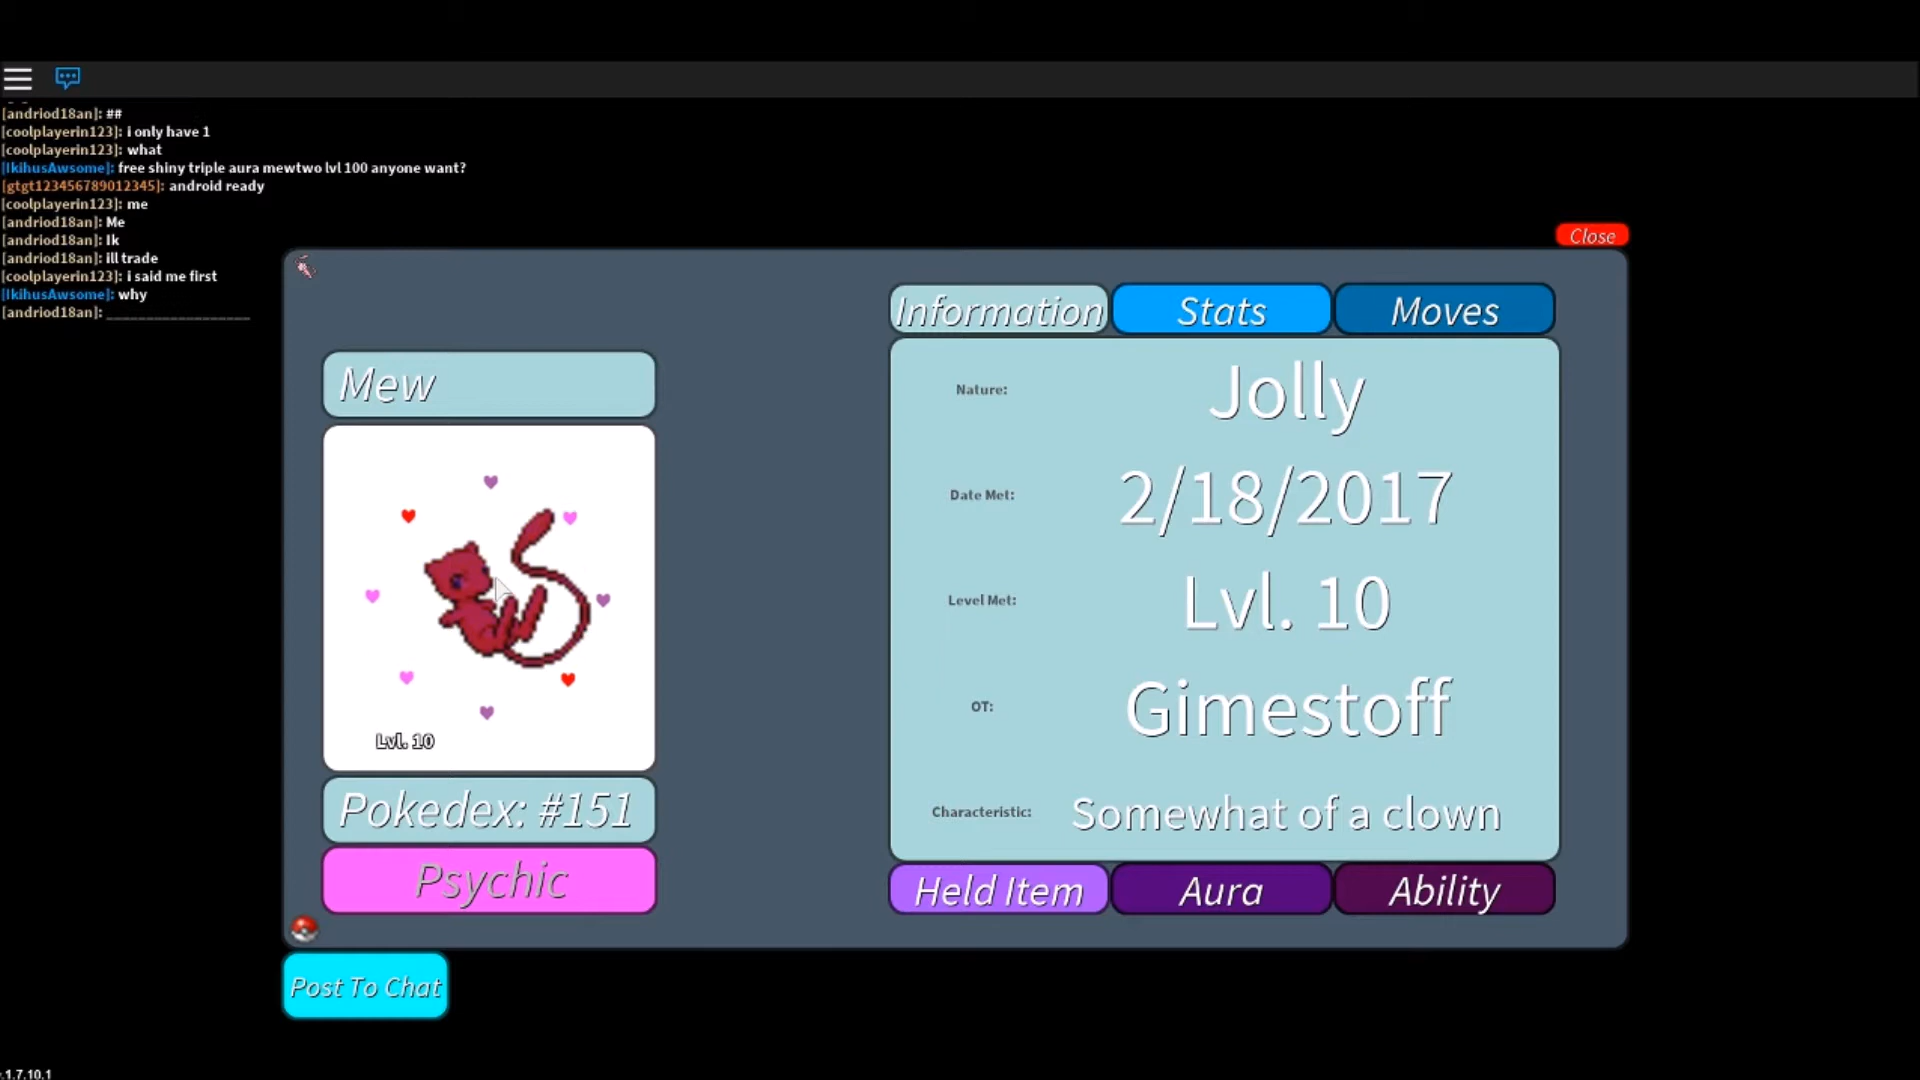 [andriod18an]: ##
[coolplayerin123]: i only have 1
[coolplayerin123]: what
[IkihusAwsome]: free shiny triple aura mewtwo lvl 100 anyone want?
[gtgt123456789012345]: android ready
[coolplayerin123]: me
[andriod18an]: Me
[andriod18an]: Ik
[andriod18an]: ill trade
[coolplayerin123]: i said me first
[IkihusAwsome]: why
[andriod18an]: __________________
Close
Information
Stats
Moves
Mew
Nature:
Jolly
Date Met:
2/18/2017
Level Met:
Lvl. 10
OT:
Gimestoff
Characteristic:
Somewhat of a clown
Lvl. 10
Pokedex: #151
Psychic
Held Item
Aura
Ability
Post To Chat
.1.7.10.1